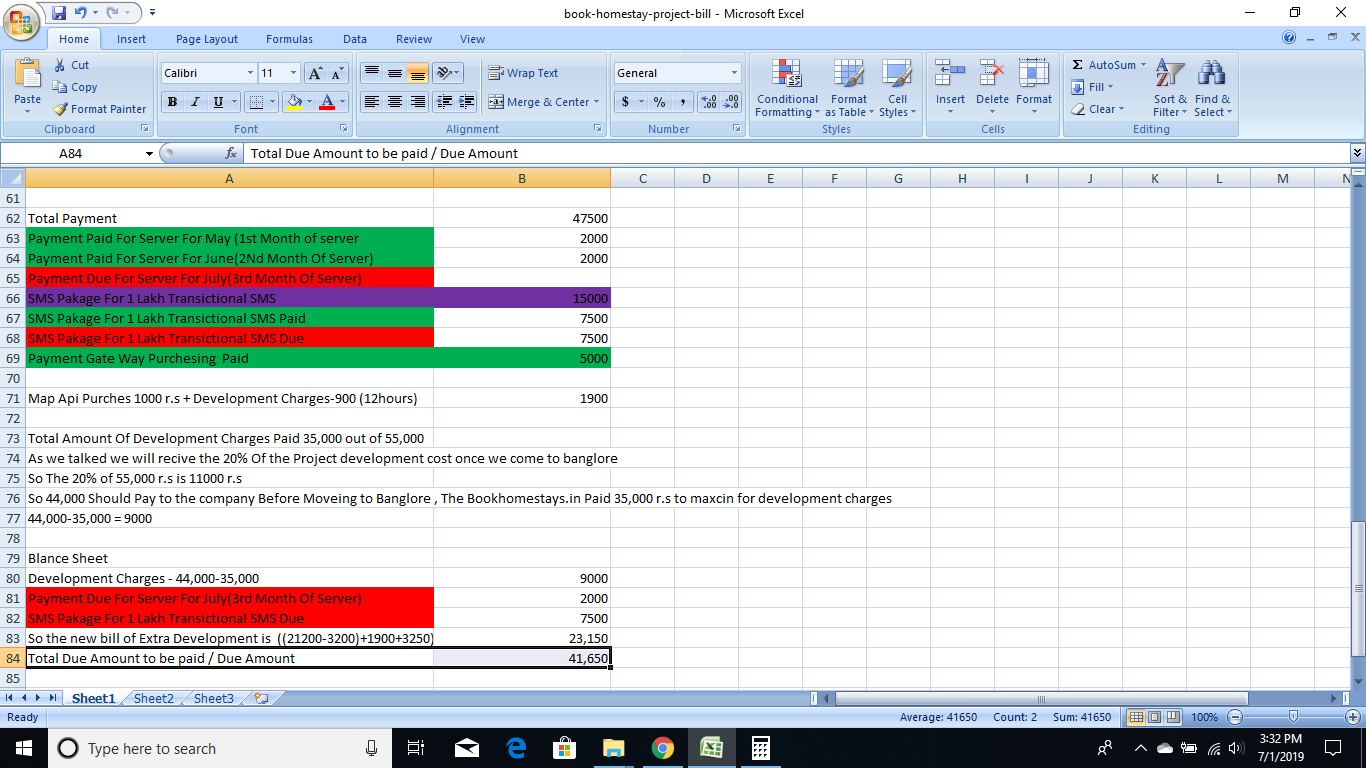 book-homestay-project-bill - Microsoft Excel
Home Insert Page Layout Formulas Data Review View
Paste
Cut
Copy
Format Painter
Clipboard
Calibri 11
B I U
Font
Wrap Text
Merge & Center
Alignment
General
$ % ,
Number
Conditional Formatting
Format as Table
Cell Styles
Styles
Insert Delete Format
Cells
Σ AutoSum
Fill
Clear
Sort & Filter
Find & Select
Editing
A84 fx Total Due Amount to be paid / Due Amount
A B C D E F G H I J K L M N
61
62 Total Payment 47500
63 Payment Paid For Server For May (1st Month of server 2000
64 Payment Paid For Server For June(2Nd Month Of Server) 2000
65 Payment Due For Server For July(3rd Month Of Server)
66 SMS Pakage For 1 Lakh Transictional SMS 15000
67 SMS Pakage For 1 Lakh Transictional SMS Paid 7500
68 SMS Pakage For 1 Lakh Transictional SMS Due 7500
69 Payment Gate Way Purchesing Paid 5000
70
71 Map Api Purches 1000 r.s + Development Charges-900 (12hours) 1900
72
73 Total Amount Of Development Charges Paid 35,000 out of 55,000
74 As we talked we will recive the 20% Of the Project development cost once we come to banglore
75 So The 20% of 55,000 r.s is 11000 r.s
76 So 44,000 Should Pay to the company Before Moveing to Banglore , The Bookhomestays.in Paid 35,000 r.s to maxcin for development charges
77 44,000-35,000 = 9000
78
79 Blance Sheet
80 Development Charges - 44,000-35,000 9000
81 Payment Due For Server For July(3rd Month Of Server) 2000
82 SMS Pakage For 1 Lakh Transictional SMS Due 7500
83 So the new bill of Extra Development is ((21200-3200)+1900+3250) 23,150
84 Total Due Amount to be paid / Due Amount 41,650
85
Sheet1 Sheet2 Sheet3
Ready Average: 41650 Count: 2 Sum: 41650 100%
Type here to search
3:32 PM
7/1/2019